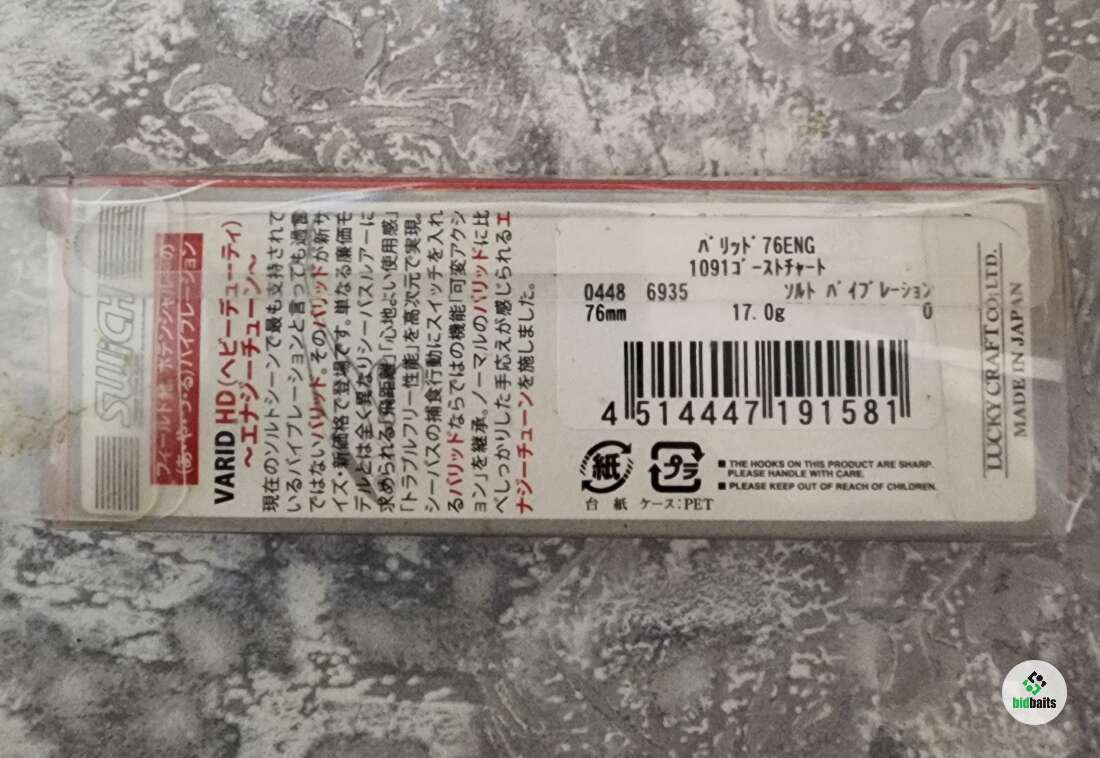 SWiCH
フィールド別、ポテンシャル別の
《あ・や・つ・る》バイブレーション
VARID HD(ヘビーデューティ)
～エナジーチューン～
現在のソルトシーンで最も支持されて
いるバイブレーションと言っても過言
ではないバリッド。そのバリッドが新サ
イズ・新価格で登場です。単なる廉価モ
デルとは全く異なりシーバスルアーに
求められる「飛距離」「心地よい使用感」
「トラブルフリー性能」を高次元で実現。
シーバスの捕食行動にスイッチを入れ
るバリッドならではの機能「可変アクシ
ョン」を継承。ノーマルのバリッドに比
べしっかりした手応えが感じられるエ
ナジーチューンを施しました。
バリッド76ENG
1091ゴーストチャート
0448 6935 ソルト バイブレーション
76mm 17.0g 0
4 514447 191581
紙 プラ
台紙 ケース:PET
■ THE HOOKS ON THIS PRODUCT ARE SHARP.
PLEASE HANDLE WITH CARE.
■ PLEASE KEEP OUT OF REACH OF CHILDREN.
LUCKY CRAFT CO., LTD.
MADE IN JAPAN
bidbaits